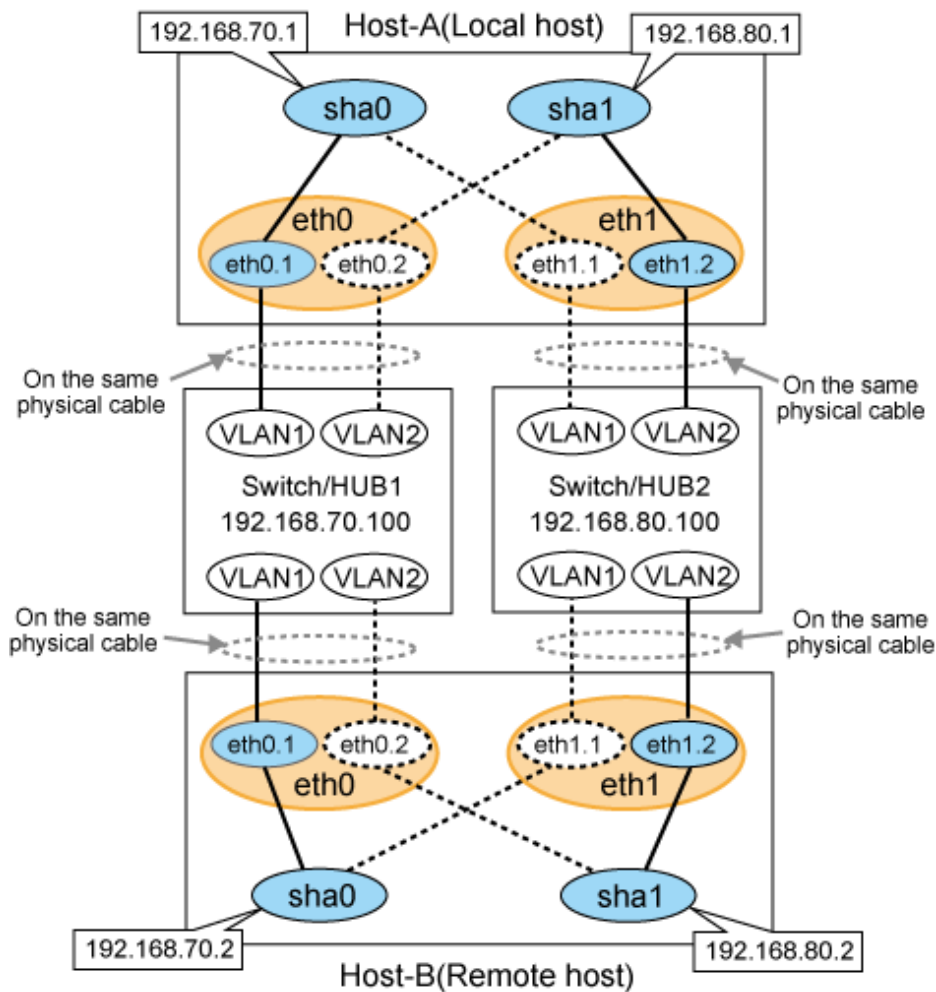 192.168.70.1
Host-A(Local host)
192.168.80.1
sha0
sha1
eth0
eth1
eth0.1
eth0.2
eth1.1
eth1.2
On the same
physical cable
On the same
physical cable
VLAN1
VLAN2
VLAN1
VLAN2
Switch/HUB1
192.168.70.100
Switch/HUB2
192.168.80.100
VLAN1
VLAN2
VLAN1
VLAN2
On the same
physical cable
On the same
physical cable
eth0.1
eth0.2
eth1.1
eth1.2
eth0
eth1
sha0
sha1
192.168.70.2
192.168.80.2
Host-B(Remote host)